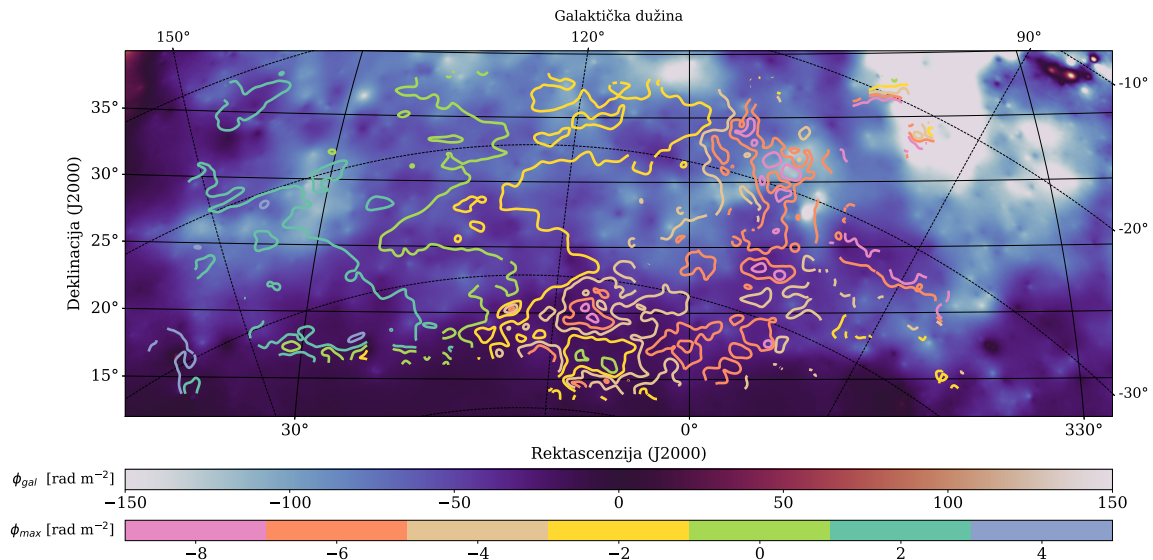 Galaktička dužina
150° 120° 90°
35° -10°
30°
25° -20°
20°
15° -30°
Deklinacija (J2000)
30° 0° 330°
Rektascenzija (J2000)
ϕgal [rad m⁻²]
−150 −100 −50 0 50 100 150
ϕmax [rad m⁻²]
−8 −6 −4 −2 0 2 4